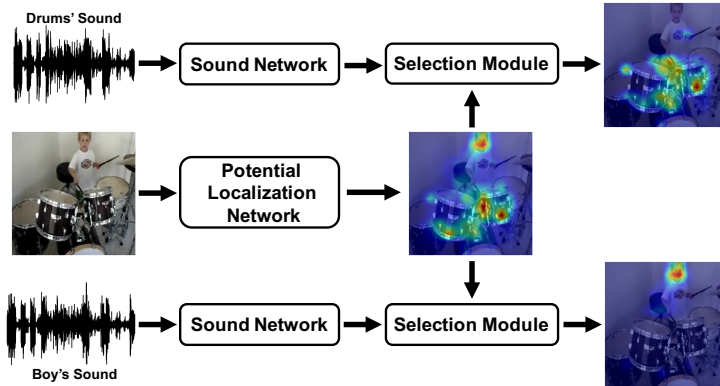 Drums' Sound
Sound Network
Selection Module
Potential
Localization
Network
Sound Network
Selection Module
Boy's Sound